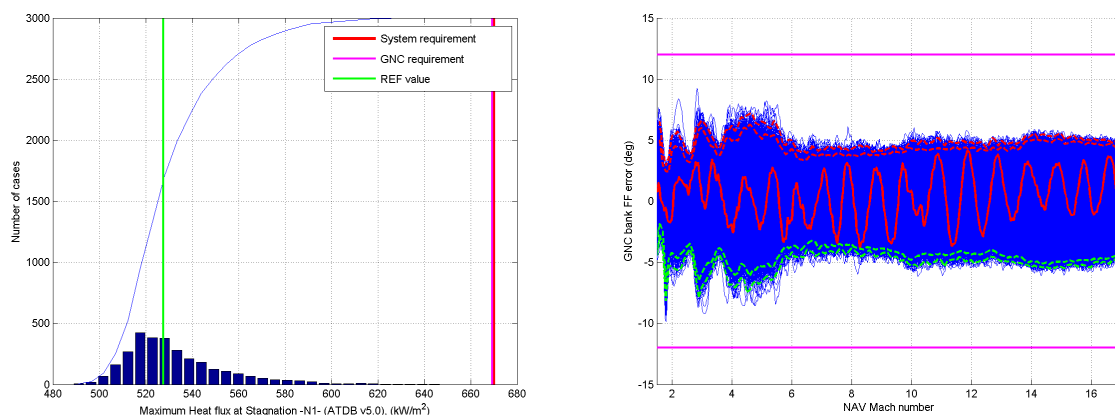 3000
2500
2000
1500
1000
500
0
Number of cases
System requirement
GNC requirement
REF value
480 500 520 540 560 580 600 620 640 660 680
Maximum Heat flux at Stagnation -N1- (ATDB v5.0), (kW/m²)
15
10
5
0
-5
-10
-15
GNC bank FF error (deg)
2 4 6 8 10 12 14 16
NAV Mach number